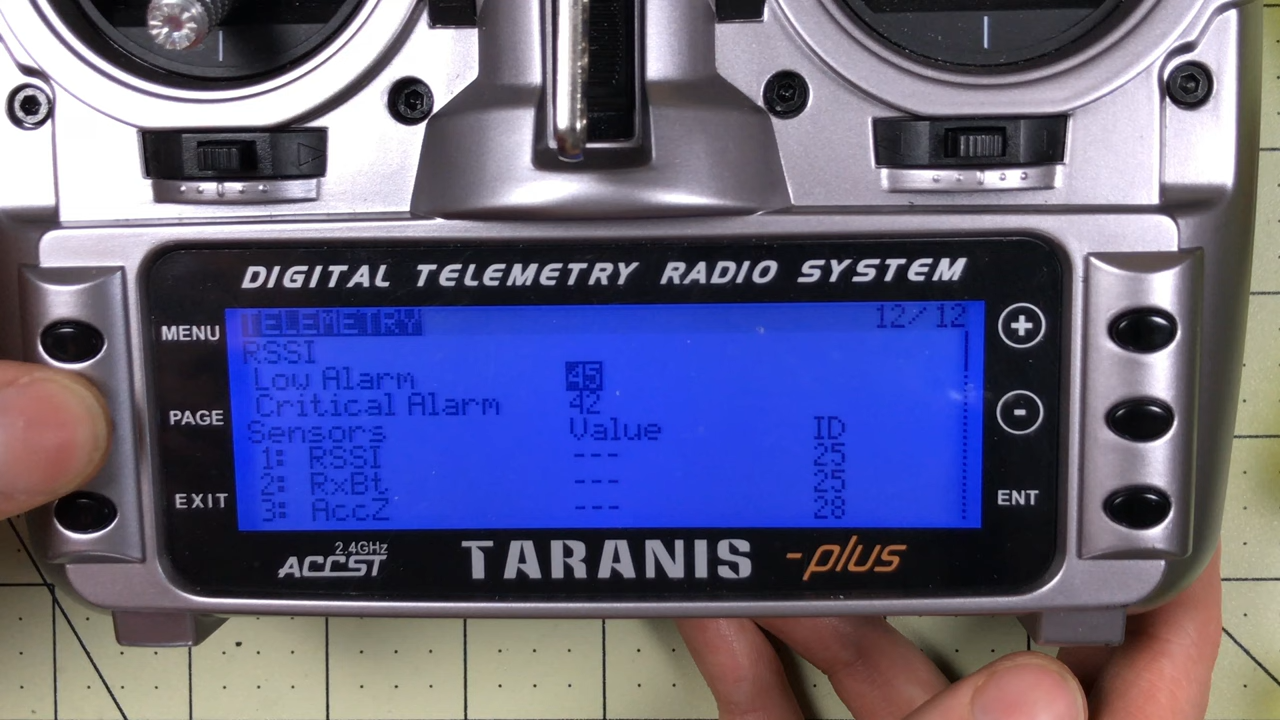 DIGITAL TELEMETRY RADIO SYSTEM
MENU
PAGE
EXIT
TELEMETRY 12/12
RSSI
Low Alarm 45
Critical Alarm 42
Sensors Value ID
1: RSSI --- 25
2: RxBt --- 25
3: AccZ --- 28
+
-
ENT
2.4GHz
ACCST
TARANIS -plus